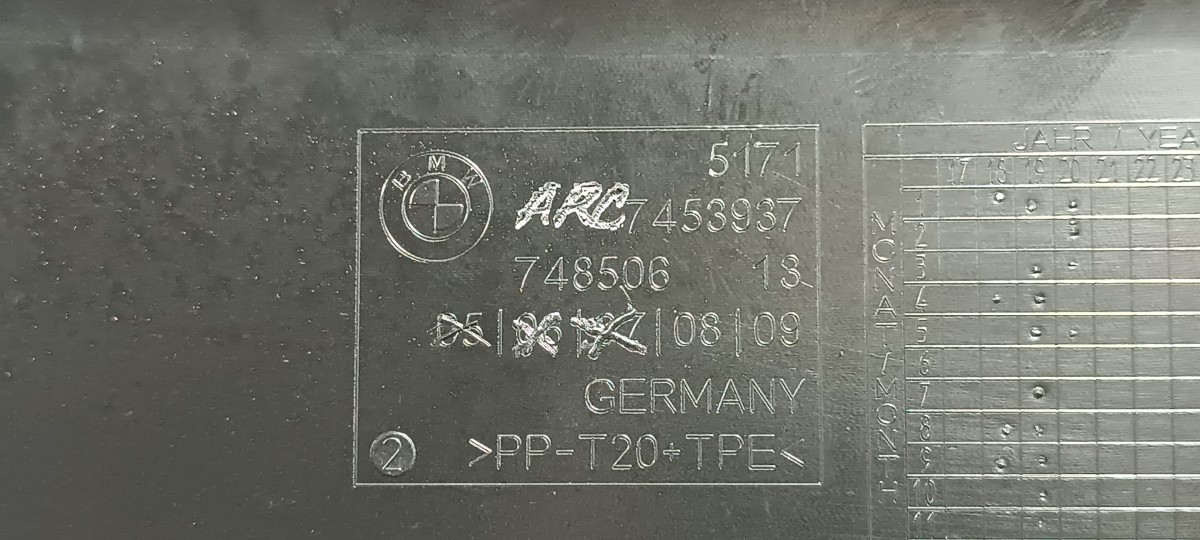 BMW
5171
ARC 7453937
748506 13
05|06|07|08|09
GERMANY
2 >PP-T20+TPE<
JAHR / YEA
17 18 19 20 21 22 23
MONAT / MONTH
1
2
3
4
5
6
7
8
9
10
11